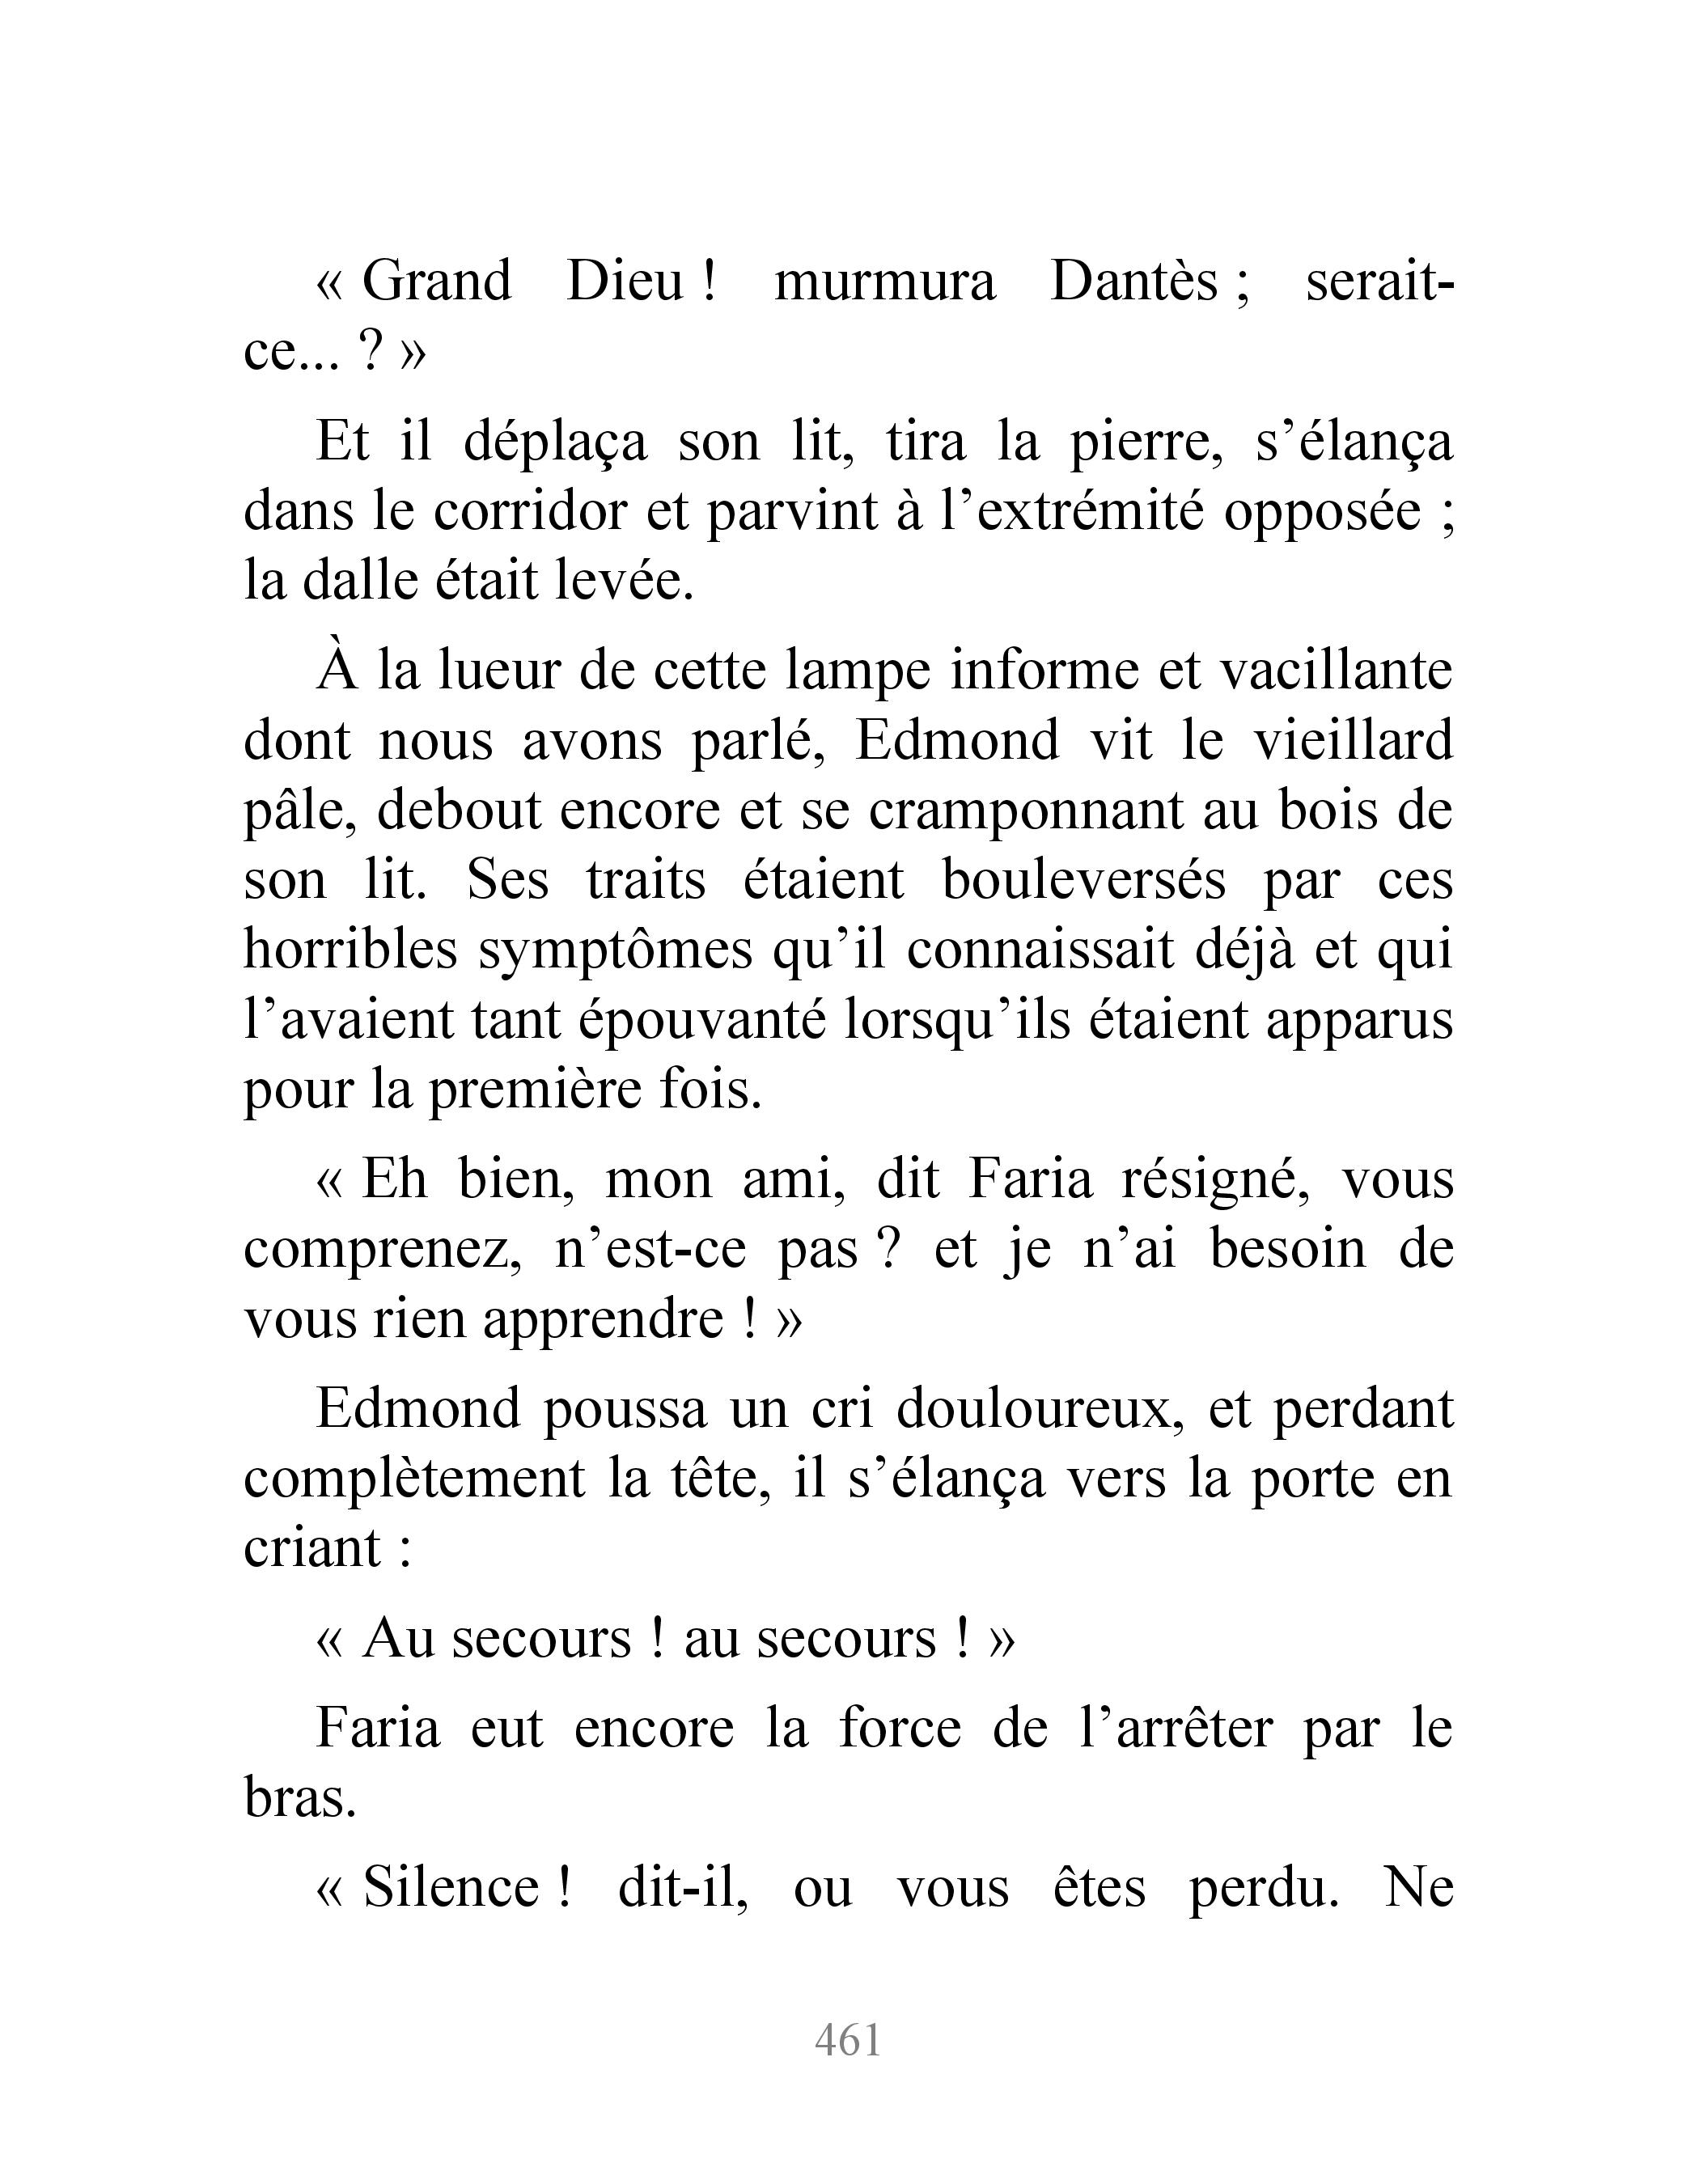 « Grand Dieu ! murmura Dantès ; serait-
ce... ? »
Et il déplaça son lit, tira la pierre, s’élança
dans le corridor et parvint à l’extrémité opposée ;
la dalle était levée.
À la lueur de cette lampe informe et vacillante
dont nous avons parlé, Edmond vit le vieillard
pâle, debout encore et se cramponnant au bois de
son lit. Ses traits étaient bouleversés par ces
horribles symptômes qu’il connaissait déjà et qui
l’avaient tant épouvanté lorsqu’ils étaient apparus
pour la première fois.
« Eh bien, mon ami, dit Faria résigné, vous
comprenez, n’est-ce pas ? et je n’ai besoin de
vous rien apprendre ! »
Edmond poussa un cri douloureux, et perdant
complètement la tête, il s’élança vers la porte en
criant :
« Au secours ! au secours ! »
Faria eut encore la force de l’arrêter par le
bras.
« Silence ! dit-il, ou vous êtes perdu. Ne
461